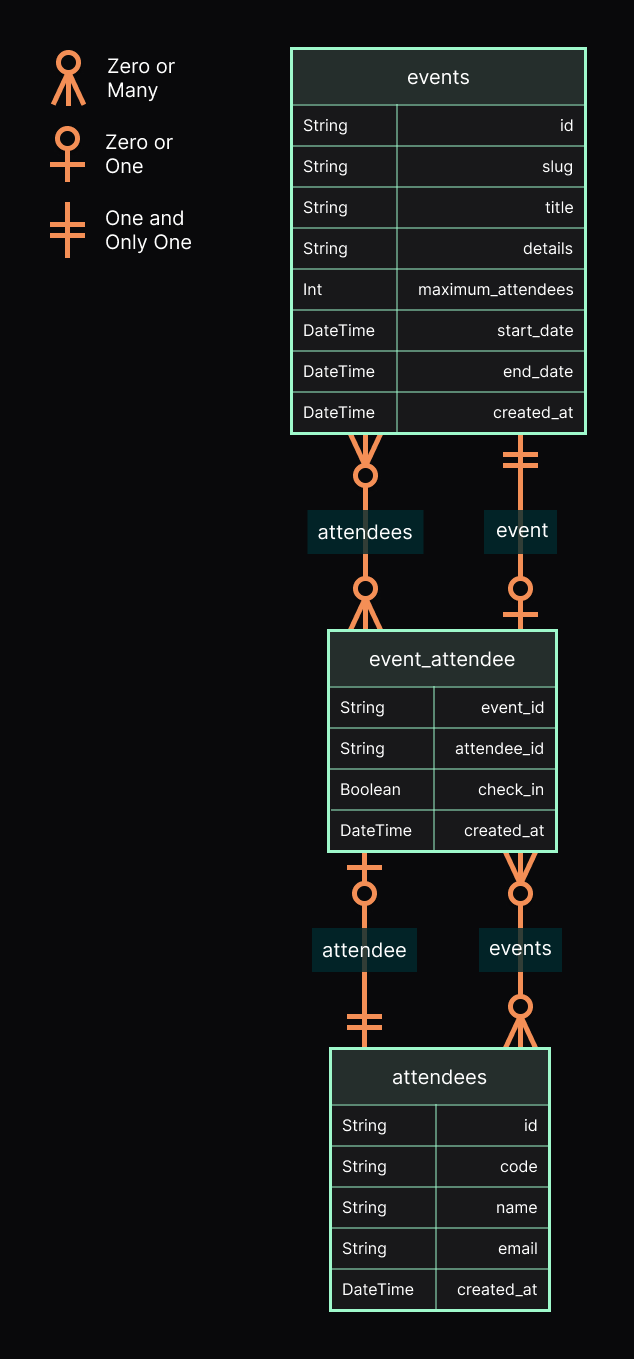 Zero or
Many
Zero or
One
One and
Only One
events
String id
String slug
String title
String details
Int maximum_attendees
DateTime start_date
DateTime end_date
DateTime created_at
attendees event
event_attendee
String event_id
String attendee_id
Boolean check_in
DateTime created_at
attendee events
attendees
String id
String code
String name
String email
DateTime created_at